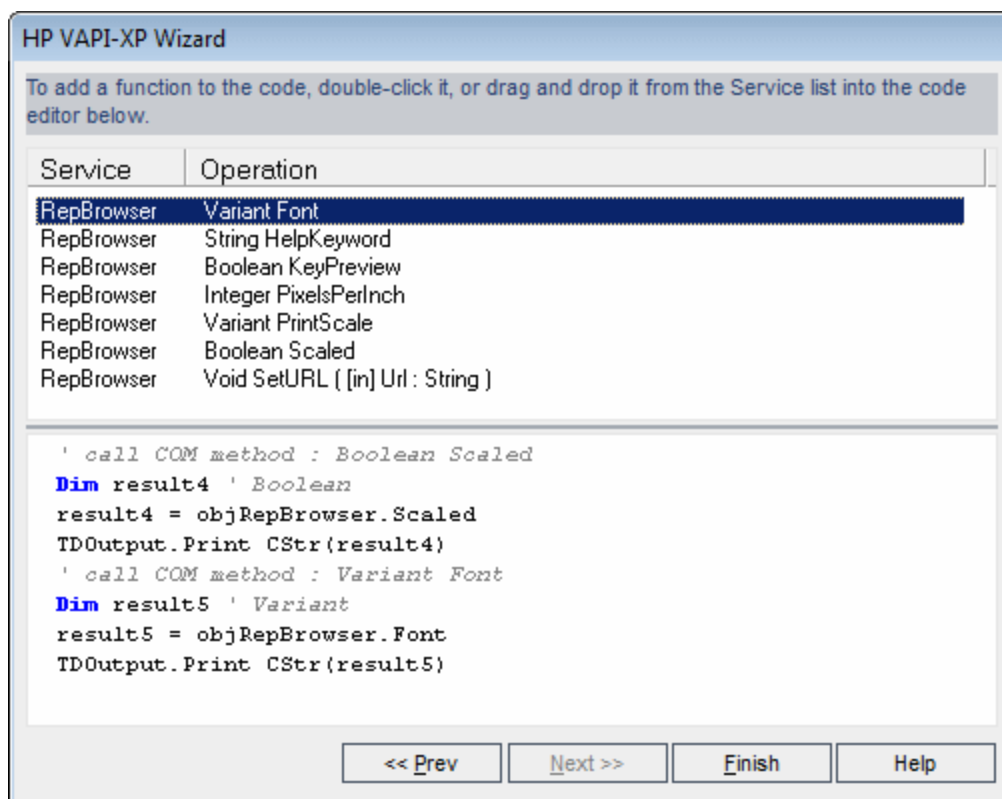 HP VAPI-XP Wizard
To add a function to the code, double-click it, or drag and drop it from the Service list into the code
editor below.
Service Operation
RepBrowser Variant Font
RepBrowser String HelpKeyword
RepBrowser Boolean KeyPreview
RepBrowser Integer PixelsPerInch
RepBrowser Variant PrintScale
RepBrowser Boolean Scaled
RepBrowser Void SetURL ( [in] Url : String )
' call COM method : Boolean Scaled
Dim result4 ' Boolean
result4 = objRepBrowser.Scaled
TDOutput.Print CStr(result4)
' call COM method : Variant Font
Dim result5 ' Variant
result5 = objRepBrowser.Font
TDOutput.Print CStr(result5)
<< Prev Next >> Finish Help